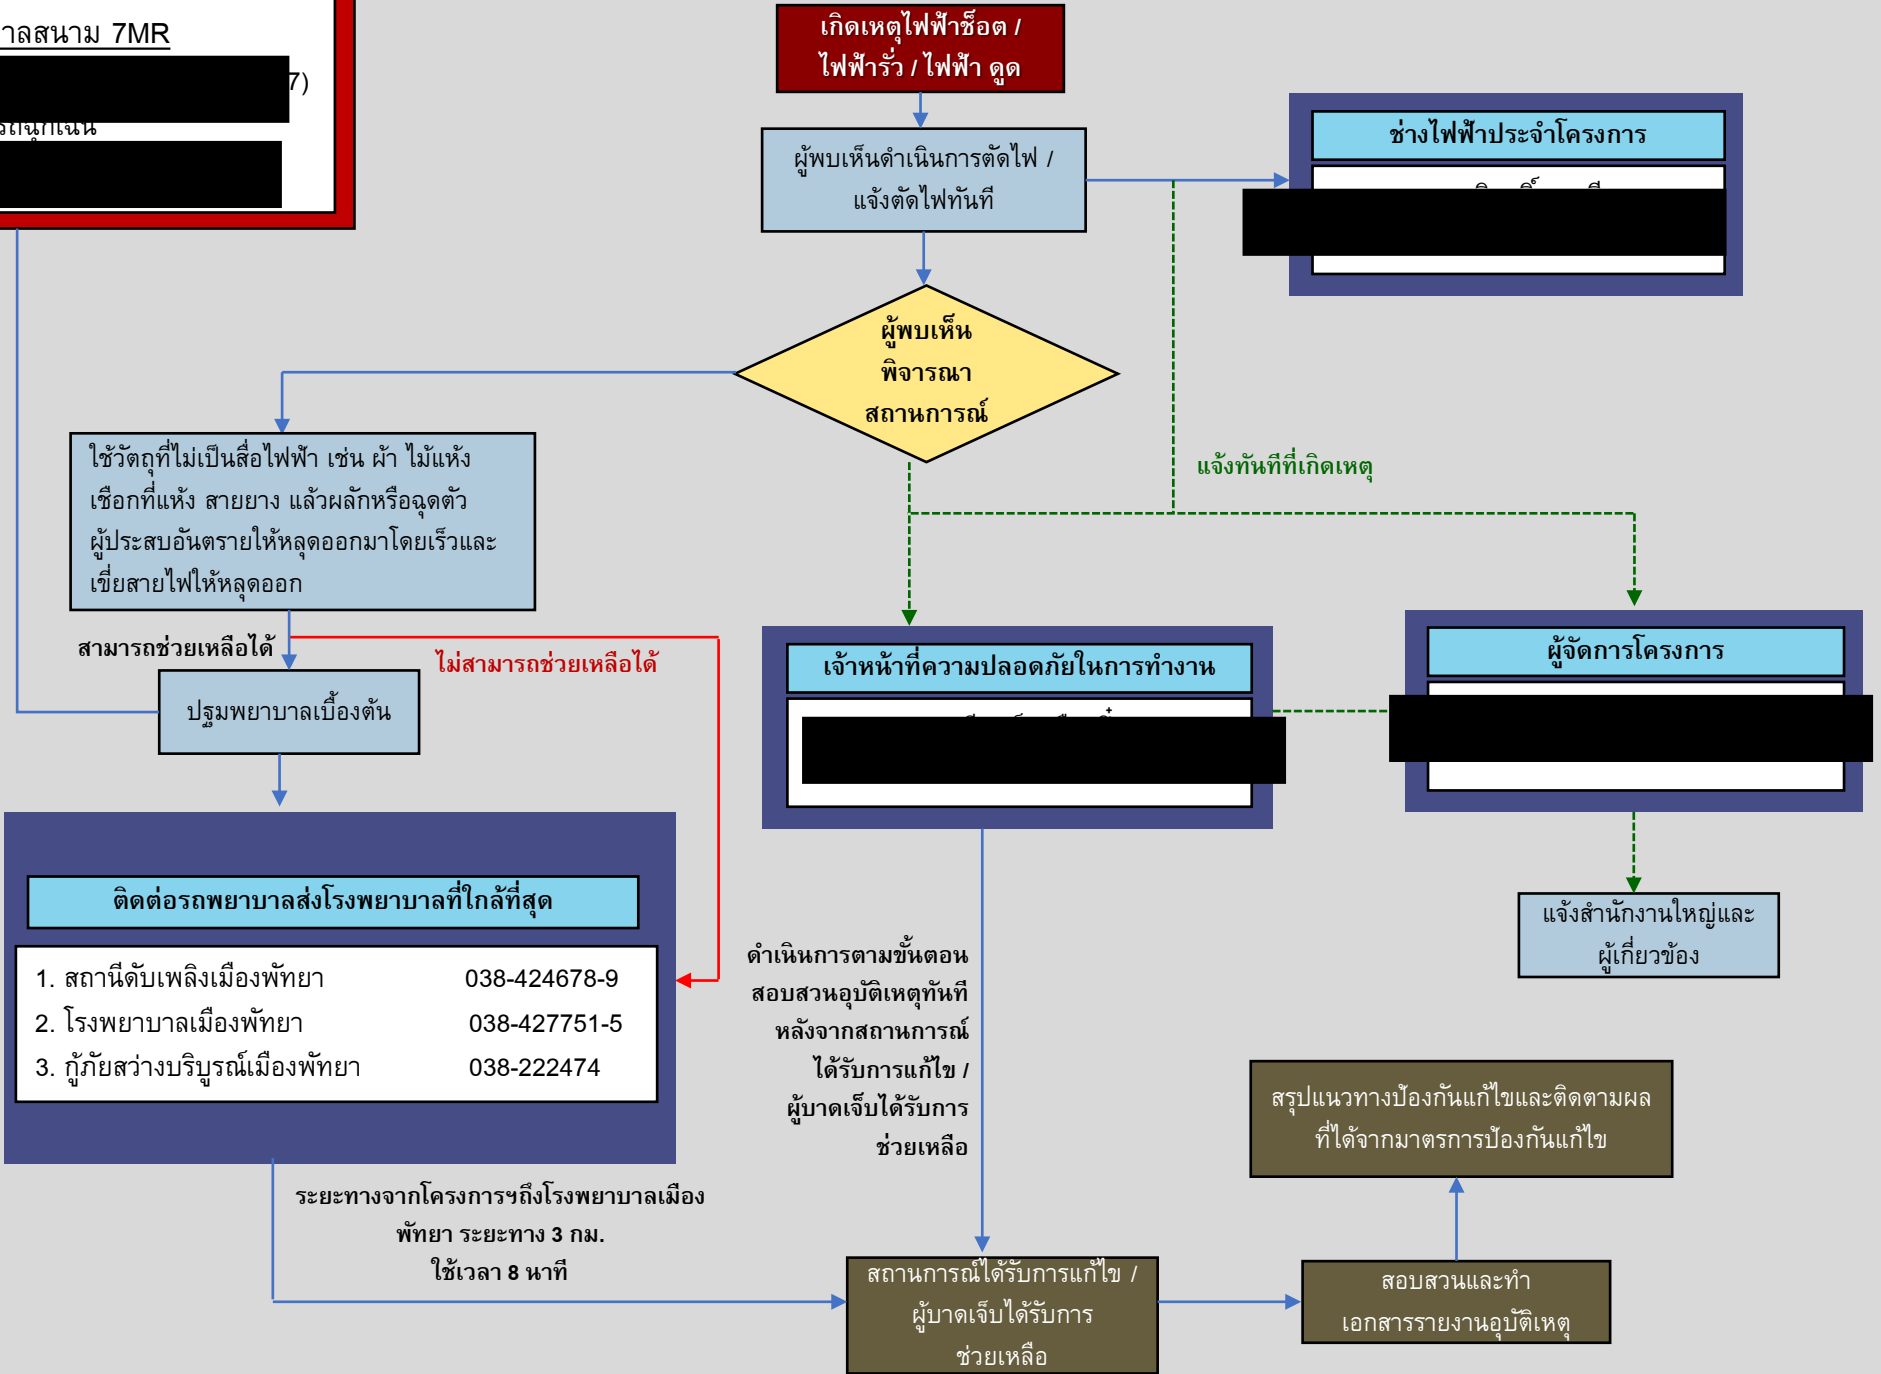 าลสนาม 7MR
7)
เกิดเหตุไฟฟ้าช็อต /
ไฟฟ้ารั่ว / ไฟฟ้า ดูด
ผู้พบเห็นดำเนินการตัดไฟ /
แจ้งตัดไฟทันที
ช่างไฟฟ้าประจำโครงการ
ผู้พบเห็น
พิจารณา
สถานการณ์
ใช้วัตถุที่ไม่เป็นสื่อไฟฟ้า เช่น ผ้า ไม้แห้ง
เชือกที่แห้ง สายยาง แล้วผลักหรือฉุดตัว
ผู้ประสบอันตรายให้หลุดออกมาโดยเร็วและ
เขี่ยสายไฟให้หลุดออก
แจ้งทันทีที่เกิดเหตุ
สามารถช่วยเหลือได้
ไม่สามารถช่วยเหลือได้
ปฐมพยาบาลเบื้องต้น
เจ้าหน้าที่ความปลอดภัยในการทำงาน
ผู้จัดการโครงการ
แจ้งสำนักงานใหญ่และ
ผู้เกี่ยวข้อง
ติดต่อรถพยาบาลส่งโรงพยาบาลที่ใกล้ที่สุด
1. สถานีดับเพลิงเมืองพัทยา 038-424678-9
2. โรงพยาบาลเมืองพัทยา 038-427751-5
3. กู้ภัยสว่างบริบูรณ์เมืองพัทยา 038-222474
ดำเนินการตามขั้นตอน
สอบสวนอุบัติเหตุทันที
หลังจากสถานการณ์
ได้รับการแก้ไข /
ผู้บาดเจ็บได้รับการ
ช่วยเหลือ
ระยะทางจากโครงการฯถึงโรงพยาบาลเมือง
พัทยา ระยะทาง 3 กม.
ใช้เวลา 8 นาที
สรุปแนวทางป้องกันแก้ไขและติดตามผล
ที่ได้จากมาตรการป้องกันแก้ไข
สถานการณ์ได้รับการแก้ไข /
ผู้บาดเจ็บได้รับการ
ช่วยเหลือ
สอบสวนและทำ
เอกสารรายงานอุบัติเหตุ